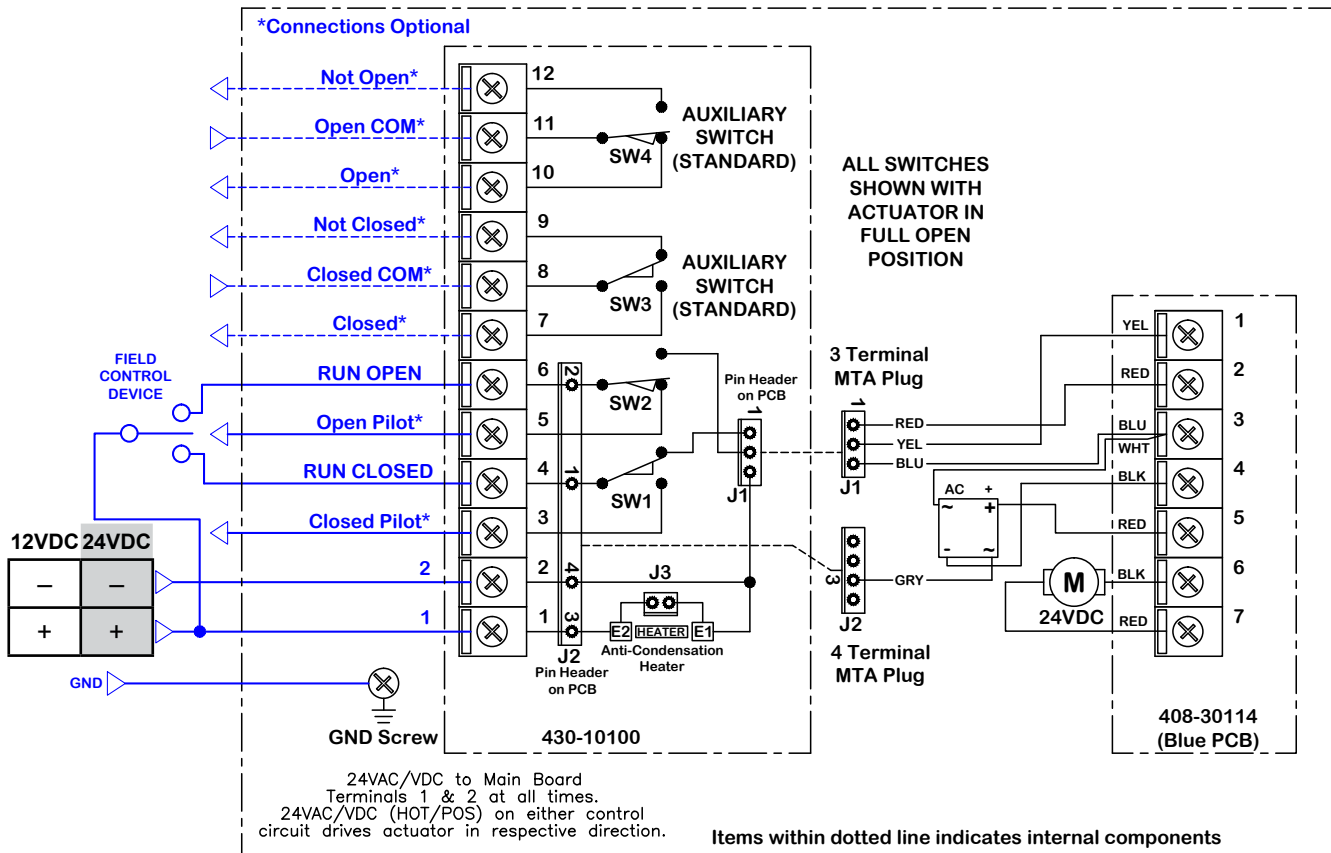 *Connections Optional
Not Open*
12
Open COM*
11
Open*
10
Not Closed*
9
Closed COM*
8
Closed*
7
RUN OPEN
6
Open Pilot*
5
RUN CLOSED
4
Closed Pilot*
3
2
2
1
1
FIELD
CONTROL
DEVICE
12VDC 24VDC
– –
+ +
GND
GND Screw
AUXILIARY
SWITCH
(STANDARD)
SW4
AUXILIARY
SWITCH
(STANDARD)
SW3
SW2
SW1
2
1
4
3
J2
Pin Header
on PCB
Pin Header
on PCB
1
J1
J3
E2 HEATER E1
Anti-Condensation
Heater
430-10100
ALL SWITCHES
SHOWN WITH
ACTUATOR IN
FULL OPEN
POSITION
3 Terminal
MTA Plug
1
RED
YEL
BLU
J1
3
GRY
J2
4 Terminal
MTA Plug
AC +
~ +
- ~
M
24VDC
YEL 1
RED 2
BLU 3
WHT
BLK 4
RED 5
BLK 6
RED 7
408-30114
(Blue PCB)
24VAC/VDC to Main Board
Terminals 1 & 2 at all times.
24VAC/VDC (HOT/POS) on either control
circuit drives actuator in respective direction.
Items within dotted line indicates internal components